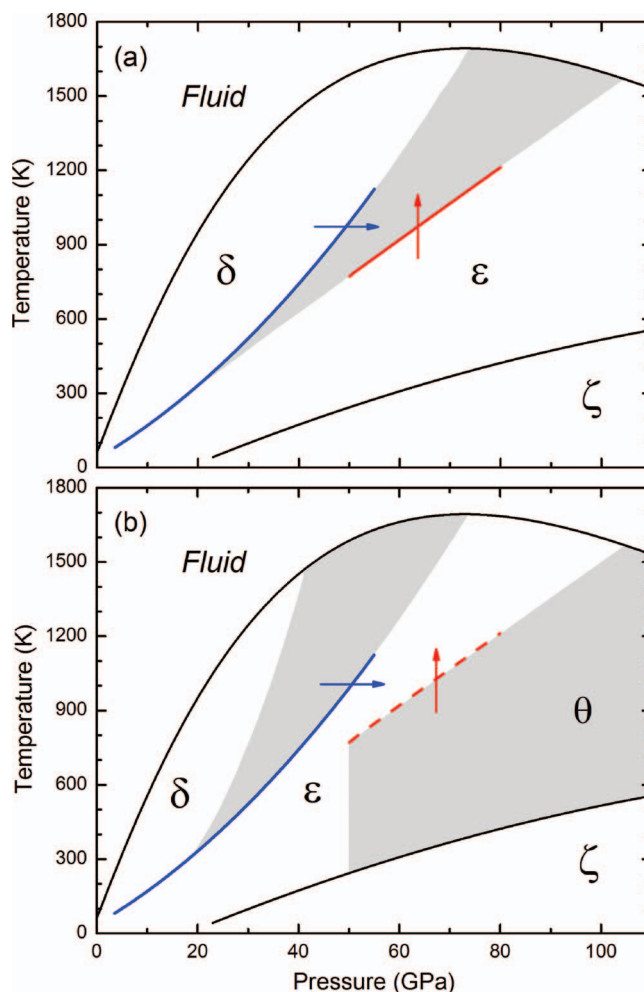 1800
(a)
1500
Fluid
1200
Temperature (K)
900
δ
ε
600
300
ζ
0
1800
(b)
1500
Fluid
1200
Temperature (K)
900
θ
600
δ
ε
300
ζ
0
0 20 40 60 80 100
Pressure (GPa)